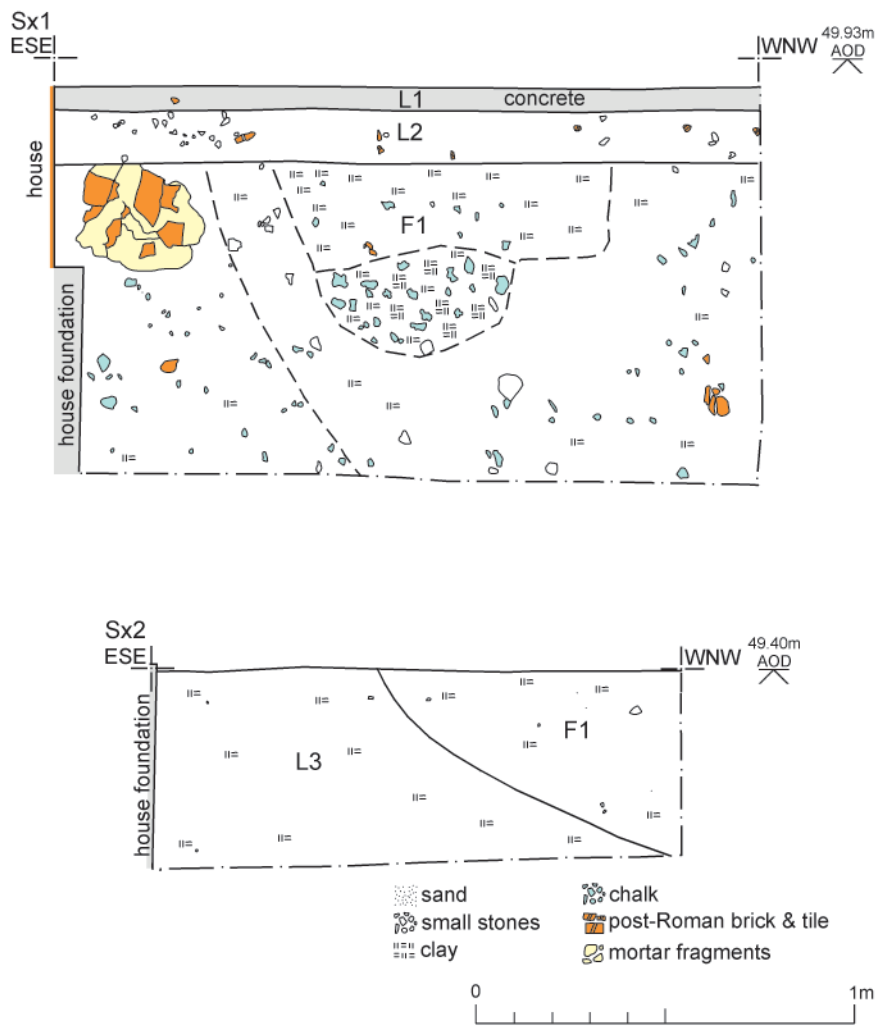 Sx1
ESE
WNW
49.93m
AOD
L1
concrete
L2
house
F1
house foundation
Sx2
ESE
WNW
49.40m
AOD
house foundation
L3
F1
sand
chalk
small stones
post-Roman brick & tile
clay
mortar fragments
0
1m